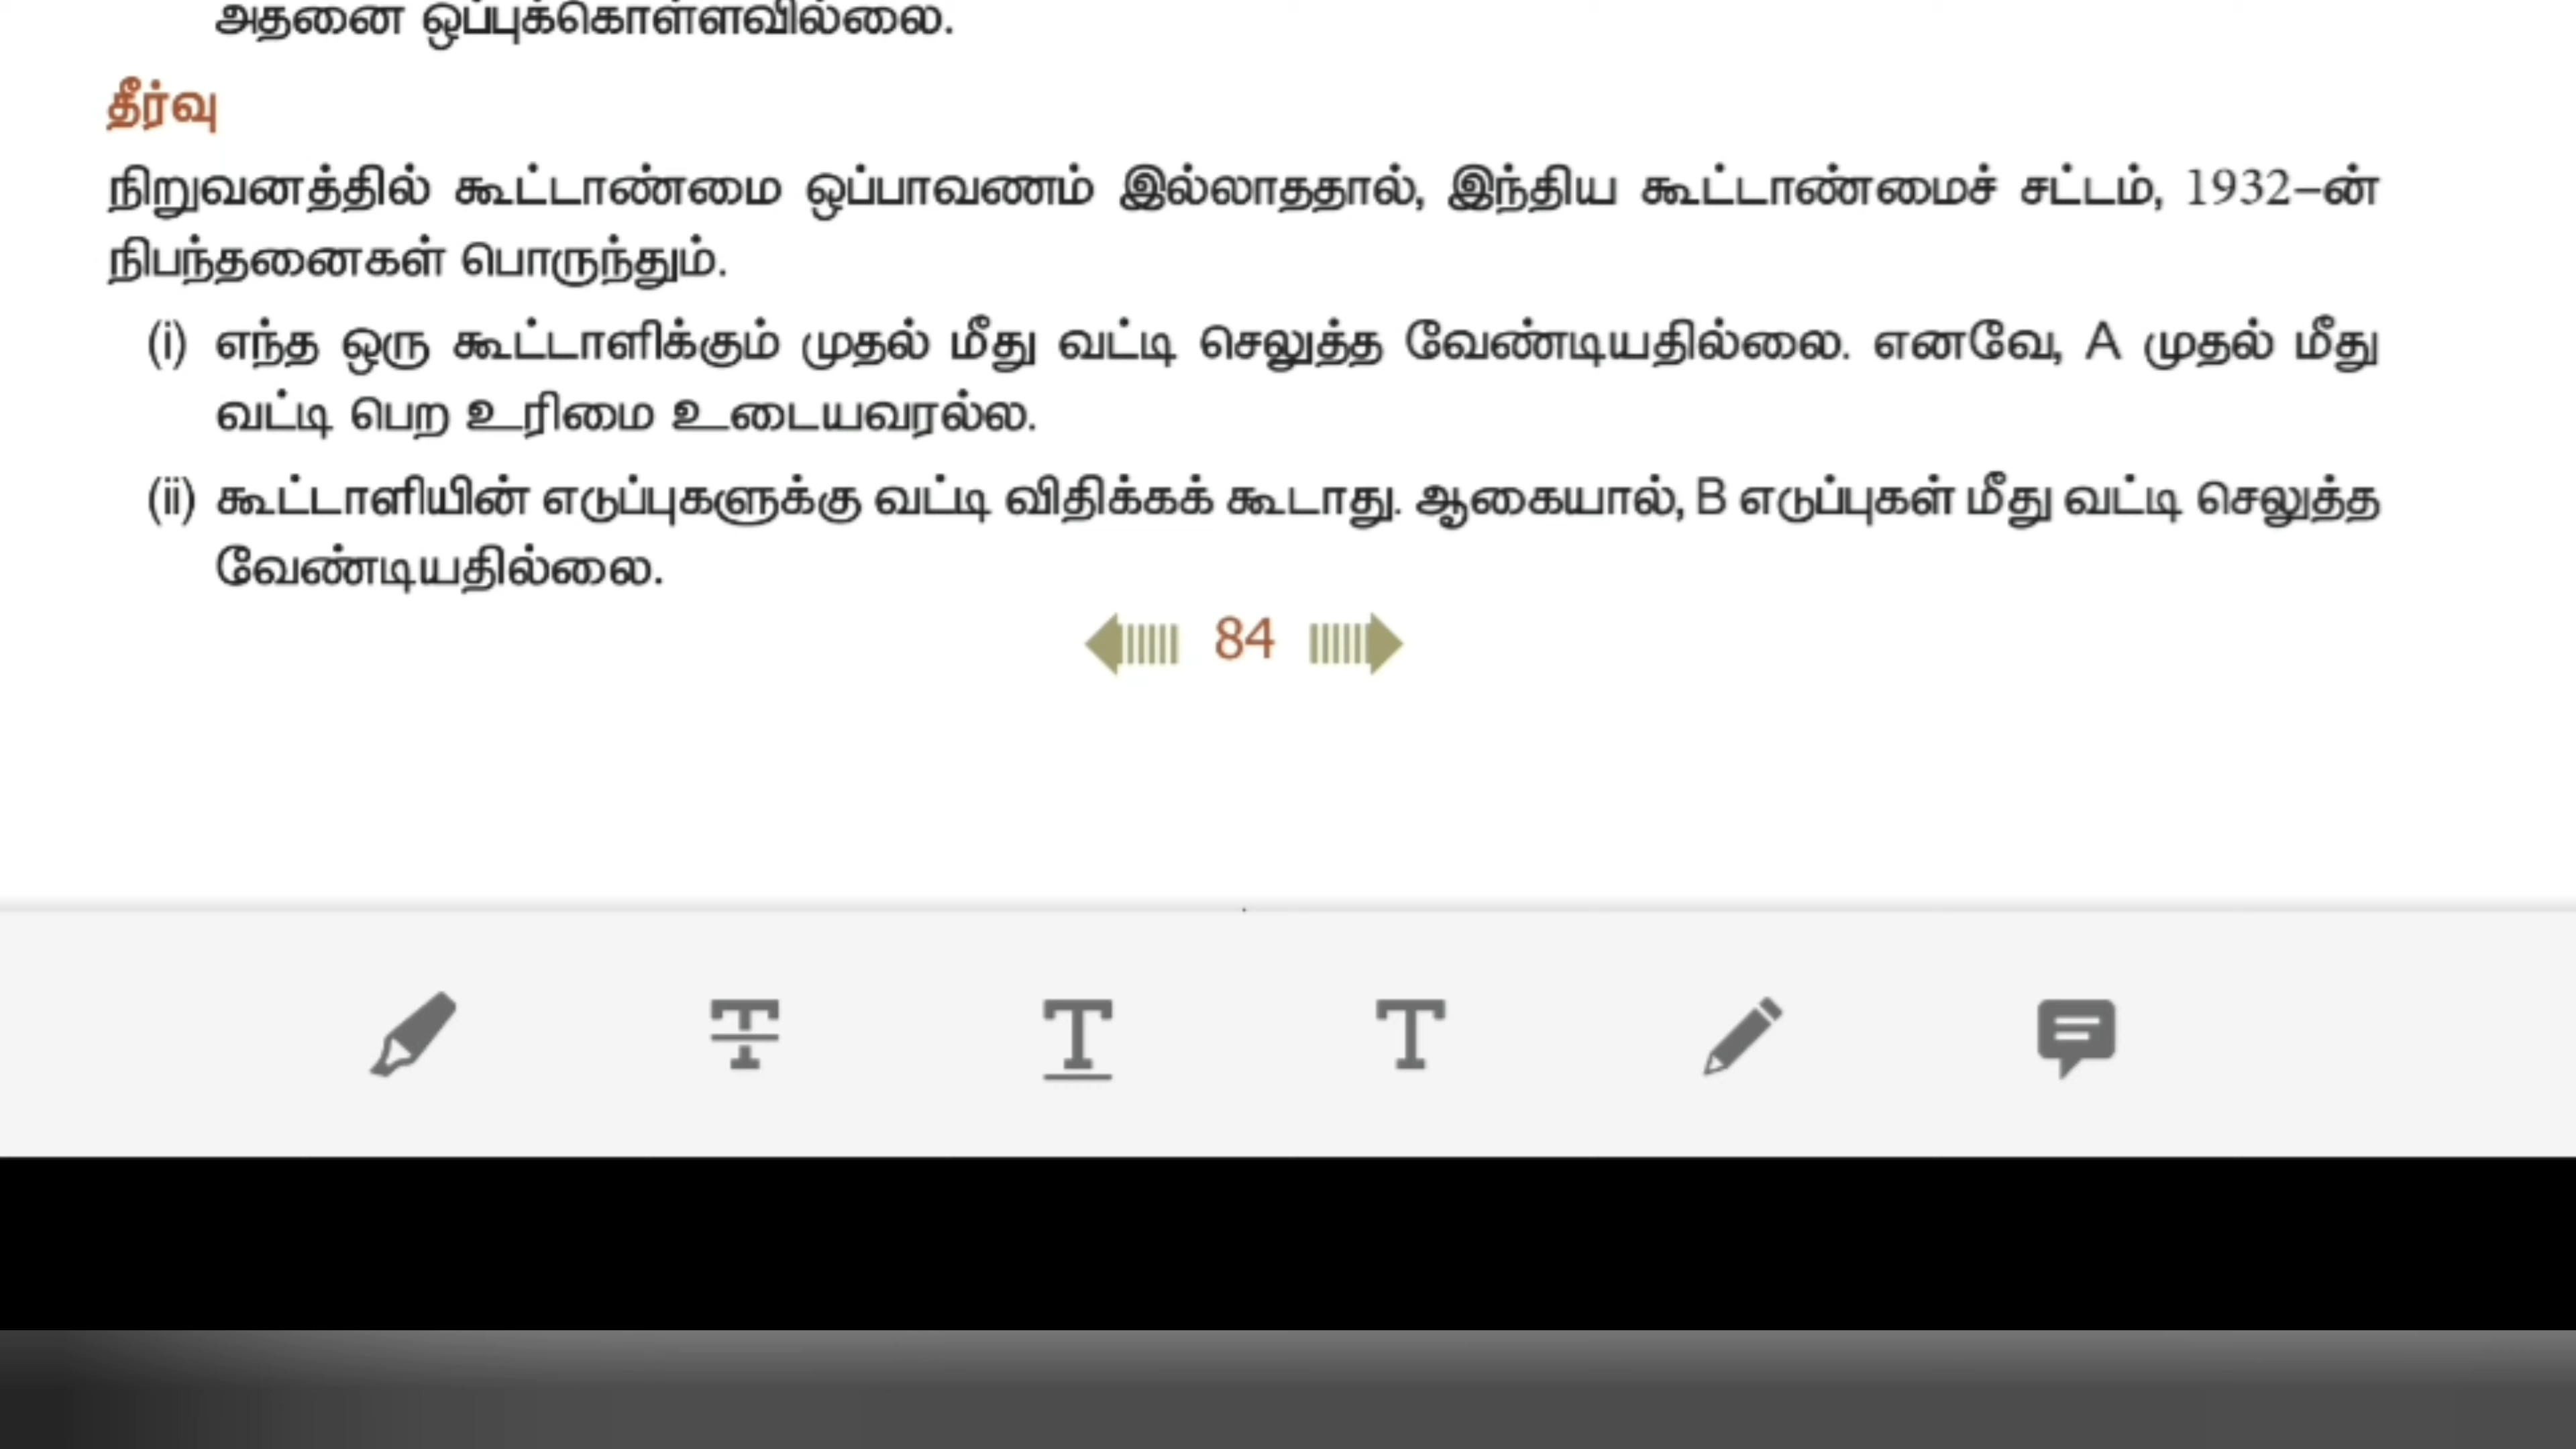 அதனை ஒப்புக்கொள்ளவில்லை.
தீர்வு
நிறுவனத்தில் கூட்டாண்மை ஒப்பாவணம் இல்லாததால், இந்திய கூட்டாண்மைச் சட்டம், 1932–ன்
நிபந்தனைகள் பொருந்தும்.
(i) எந்த ஒரு கூட்டாளிக்கும் முதல் மீது வட்டி செலுத்த வேண்டியதில்லை. எனவே, A முதல் மீது
வட்டி பெற உரிமை உடையவரல்ல.
(ii) கூட்டாளியின் எடுப்புகளுக்கு வட்டி விதிக்கக் கூடாது. ஆகையால், B எடுப்புகள் மீது வட்டி செலுத்த
வேண்டியதில்லை.
84